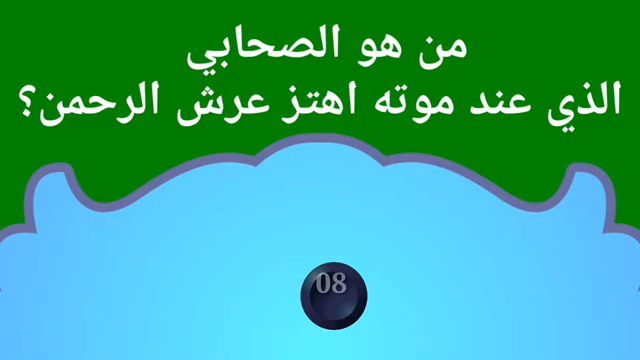 من هو الصحابي
الذي عند موته اهتز عرش الرحمن؟
08